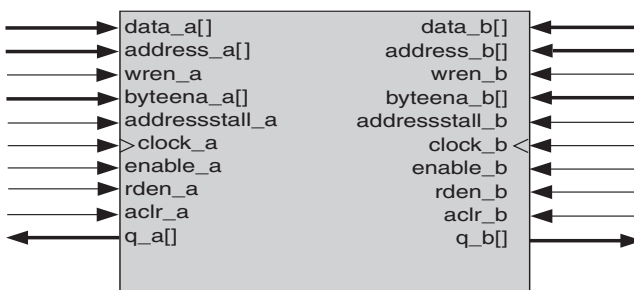 data_a[] data_b[]
address_a[] address_b[]
wren_a wren_b
byteena_a[] byteena_b[]
addressstall_a addressstall_b
>clock_a clock_b<
enable_a enable_b
rden_a rden_b
aclr_a aclr_b
q_a[] q_b[]